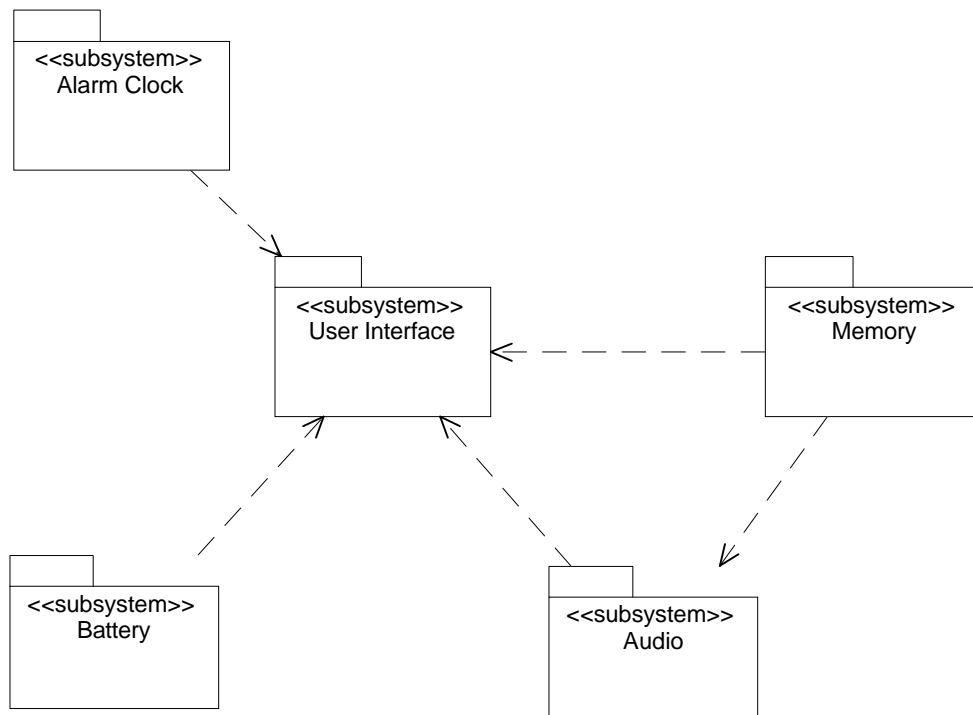 <<subsystem>>
Alarm Clock
<<subsystem>>
User Interface
<<subsystem>>
Memory
<<subsystem>>
Battery
<<subsystem>>
Audio